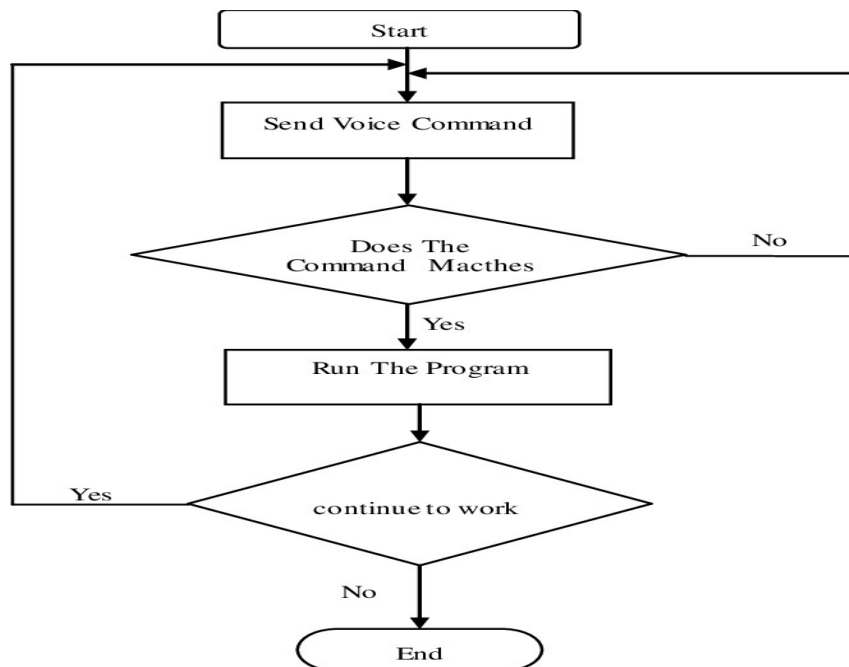 Start
Send Voice Command
Does The
Command Macthes
No
Yes
Run The Program
Yes
continue to work
No
End